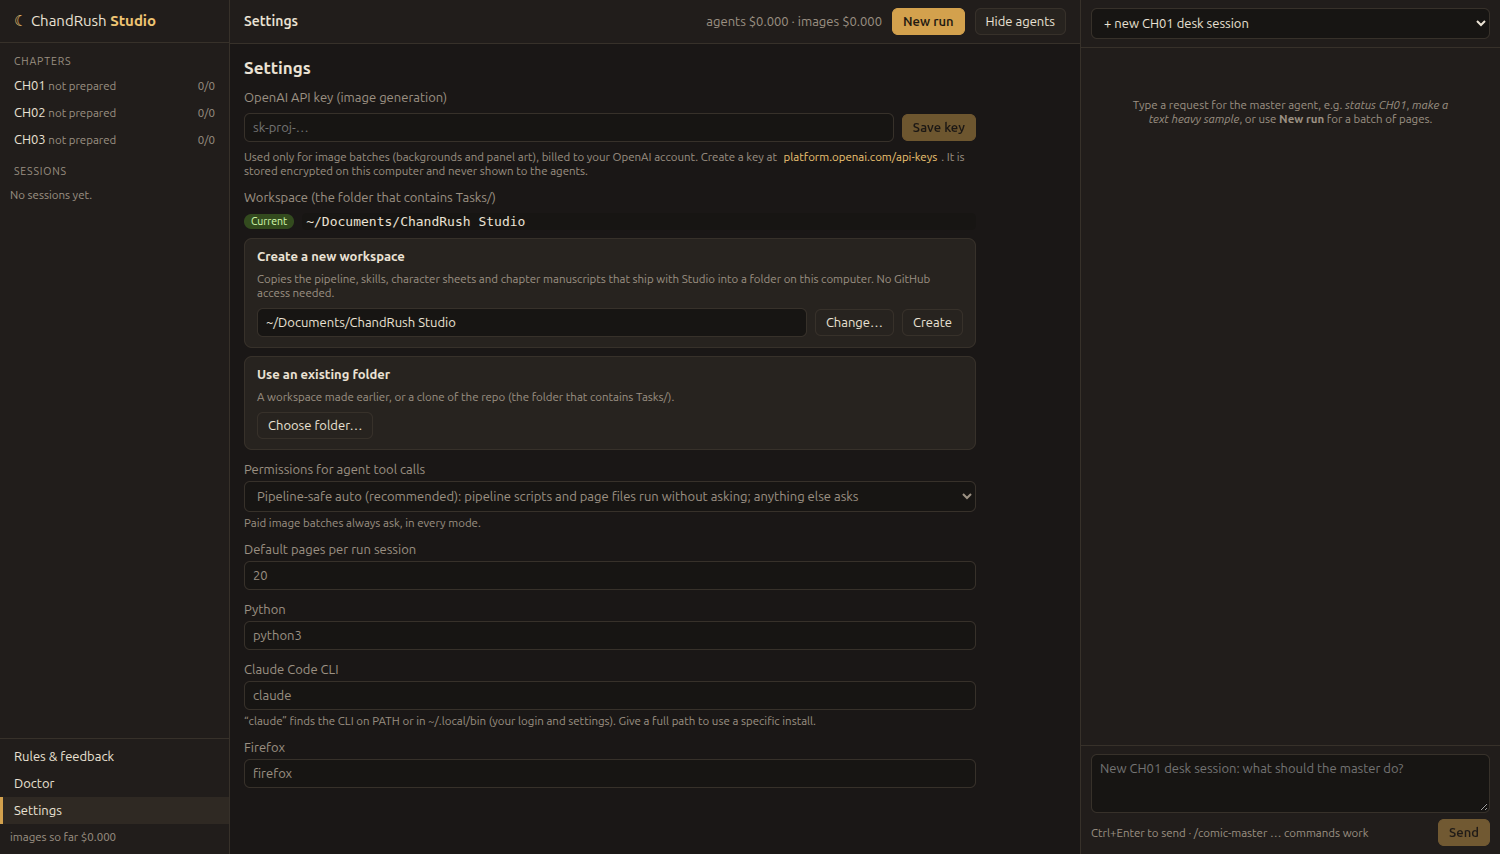 ChandRush Studio
CHAPTERS
CH01 not prepared 0/0
CH02 not prepared 0/0
CH03 not prepared 0/0
SESSIONS
No sessions yet.
Rules & feedback
Doctor
Settings
images so far $0.000
Settings
agents $0.000 · images $0.000
New run
Hide agents
Settings
OpenAI API key (image generation)
sk-proj-…
Save key
Used only for image batches (backgrounds and panel art), billed to your OpenAI account. Create a key at platform.openai.com/api-keys . It is
stored encrypted on this computer and never shown to the agents.
Workspace (the folder that contains Tasks/)
Current ~/Documents/ChandRush Studio
Create a new workspace
Copies the pipeline, skills, character sheets and chapter manuscripts that ship with Studio into a folder on this computer. No GitHub
access needed.
~/Documents/ChandRush Studio
Change…
Create
Use an existing folder
A workspace made earlier, or a clone of the repo (the folder that contains Tasks/).
Choose folder…
Permissions for agent tool calls
Pipeline-safe auto (recommended): pipeline scripts and page files run without asking; anything else asks
Paid image batches always ask, in every mode.
Default pages per run session
20
Python
python3
Claude Code CLI
claude
“claude” finds the CLI on PATH or in ~/.local/bin (your login and settings). Give a full path to use a specific install.
Firefox
firefox
+ new CH01 desk session
Type a request for the master agent, e.g. status CH01, make a
text heavy sample, or use New run for a batch of pages.
New CH01 desk session: what should the master do?
Ctrl+Enter to send · /comic-master … commands work
Send